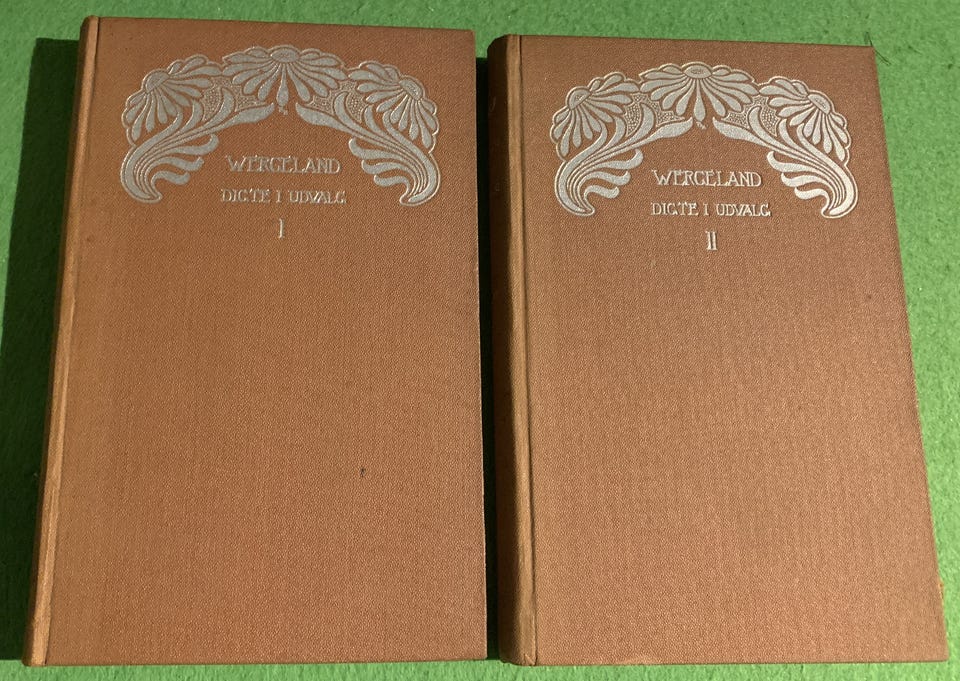 WERGELAND
DIGTE I UDVALG
I
WERGELAND
DIGTE I UDVALG
II